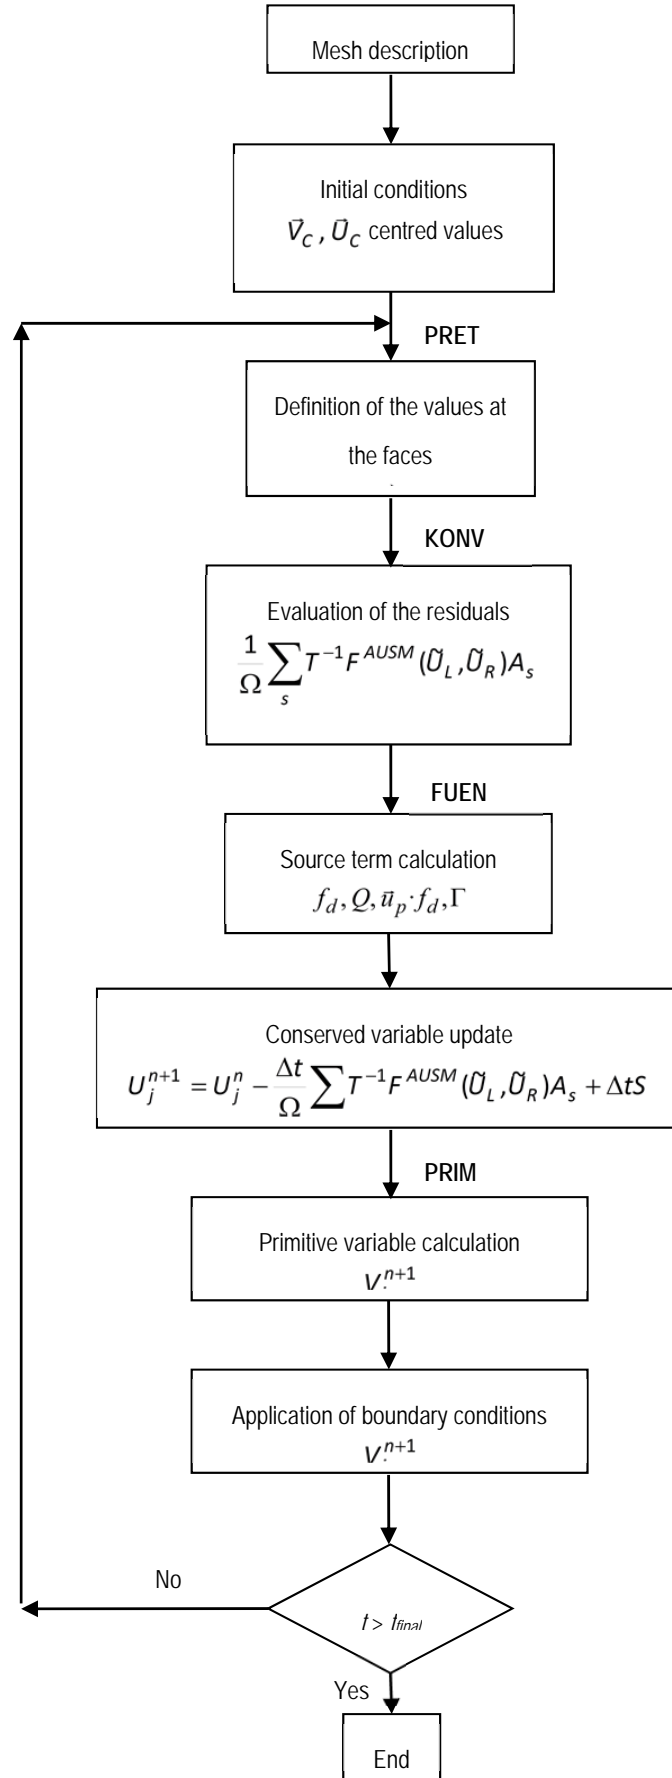 Mesh description
Initial conditions
V⃗_C , U⃗_C centred values
PRET
Definition of the values at
the faces
KONV
Evaluation of the residuals
1/Ω ∑_s T^{-1} F^{AUSM} (Ũ_L , Ũ_R) A_s
FUEN
Source term calculation
f_d , Q, u⃗_p · f_d , Γ
Conserved variable update
U_j^{n+1} = U_j^n − Δt/Ω ∑ T^{-1} F^{AUSM} (Ũ_L , Ũ_R) A_s + ΔtS
PRIM
Primitive variable calculation
V^{n+1}
Application of boundary conditions
V^{n+1}
No
t > t_final
Yes
End